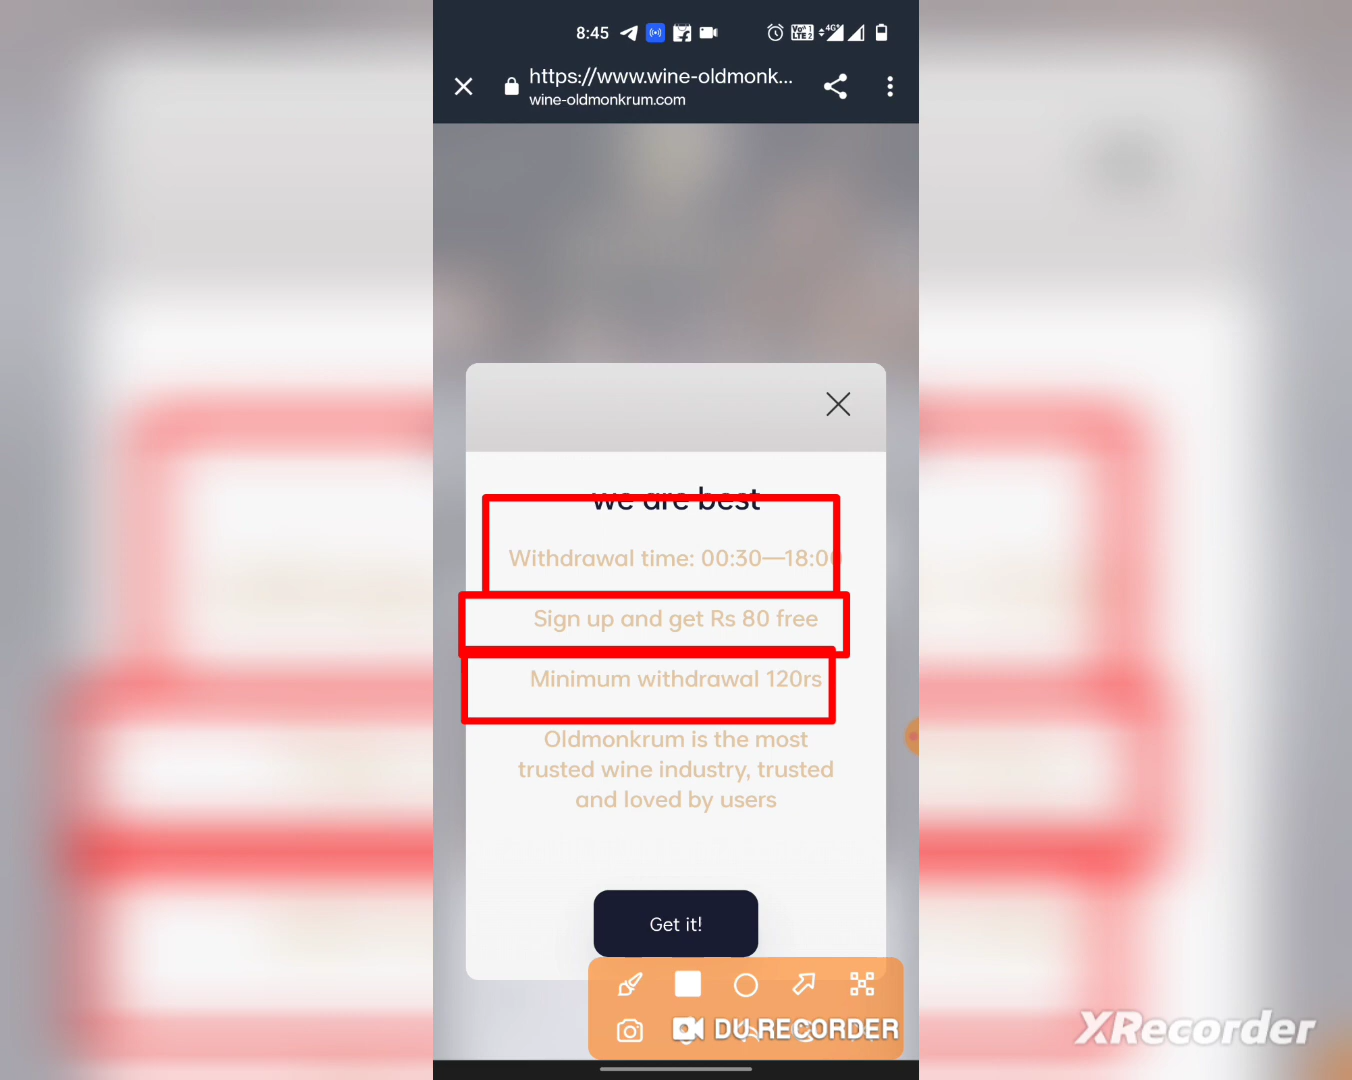 8:45
4G
https://www.wine-oldmonk...
wine-oldmonkrum.com
we are best
Withdrawal time: 00:30—18:00
Sign up and get Rs 80 free
Minimum withdrawal 120rs
Oldmonkrum is the most
trusted wine industry, trusted
and loved by users
Get it!
DU RECORDER
XRecorder